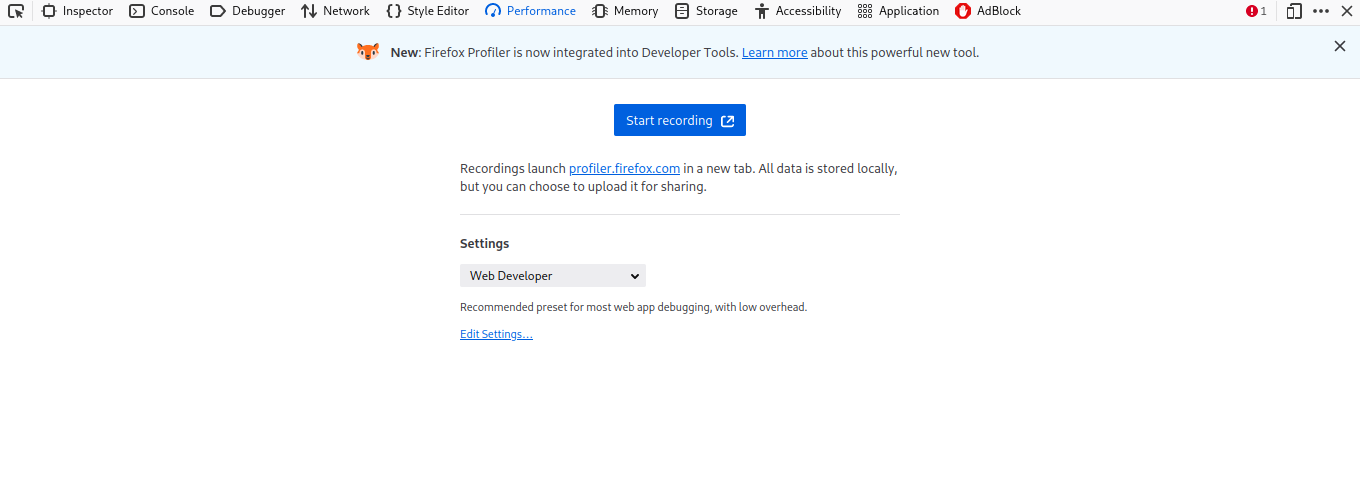 Inspector Console Debugger Network Style Editor Performance Memory Storage Accessibility Application AdBlock 1
New: Firefox Profiler is now integrated into Developer Tools. Learn more about this powerful new tool.
Start recording
Recordings launch profiler.firefox.com in a new tab. All data is stored locally,
but you can choose to upload it for sharing.
Settings
Web Developer
Recommended preset for most web app debugging, with low overhead.
Edit Settings…